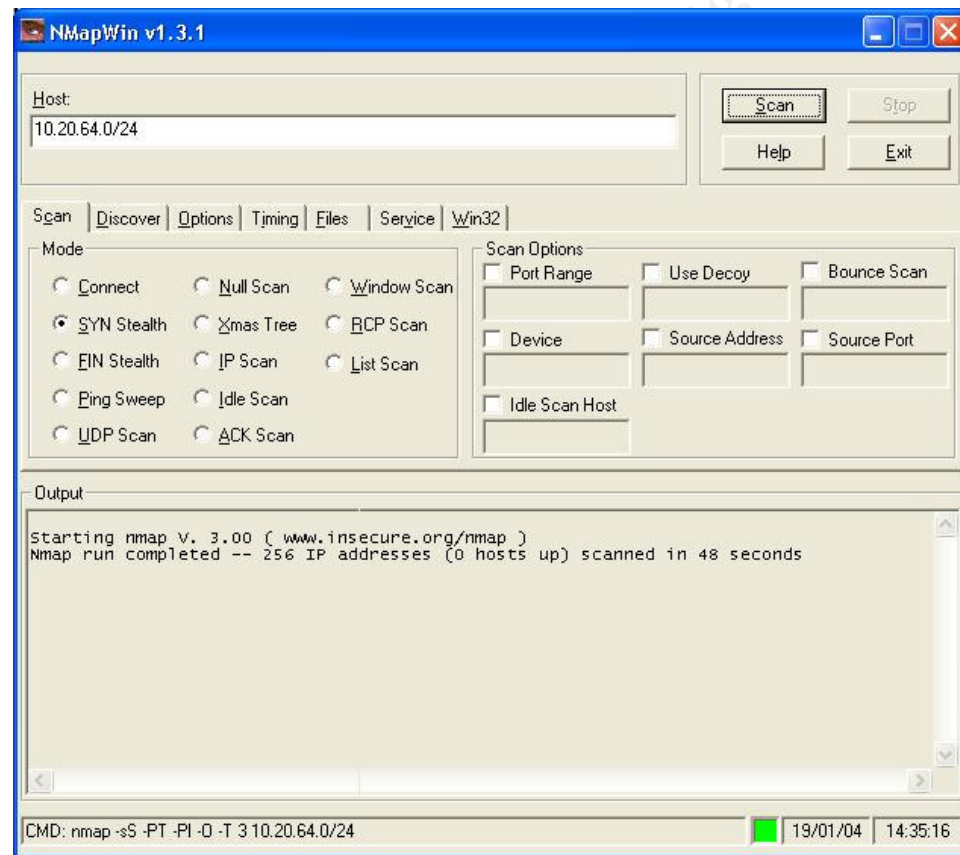 NMapWin v1.3.1
Host:
10.20.64.0/24
Scan Stop
Help Exit
Scan Discover Options Timing Files Service Win32
Mode
Connect Null Scan Window Scan
SYN Stealth Xmas Tree RCP Scan
FIN Stealth IP Scan List Scan
Ping Sweep Idle Scan
UDP Scan ACK Scan
Scan Options
Port Range Use Decoy Bounce Scan
Device Source Address Source Port
Idle Scan Host
Output
Starting nmap V. 3.00 ( www.insecure.org/nmap )
Nmap run completed -- 256 IP addresses (0 hosts up) scanned in 48 seconds
CMD: nmap -sS -PT -PI -O -T 3 10.20.64.0/24 19/01/04 14:35:16